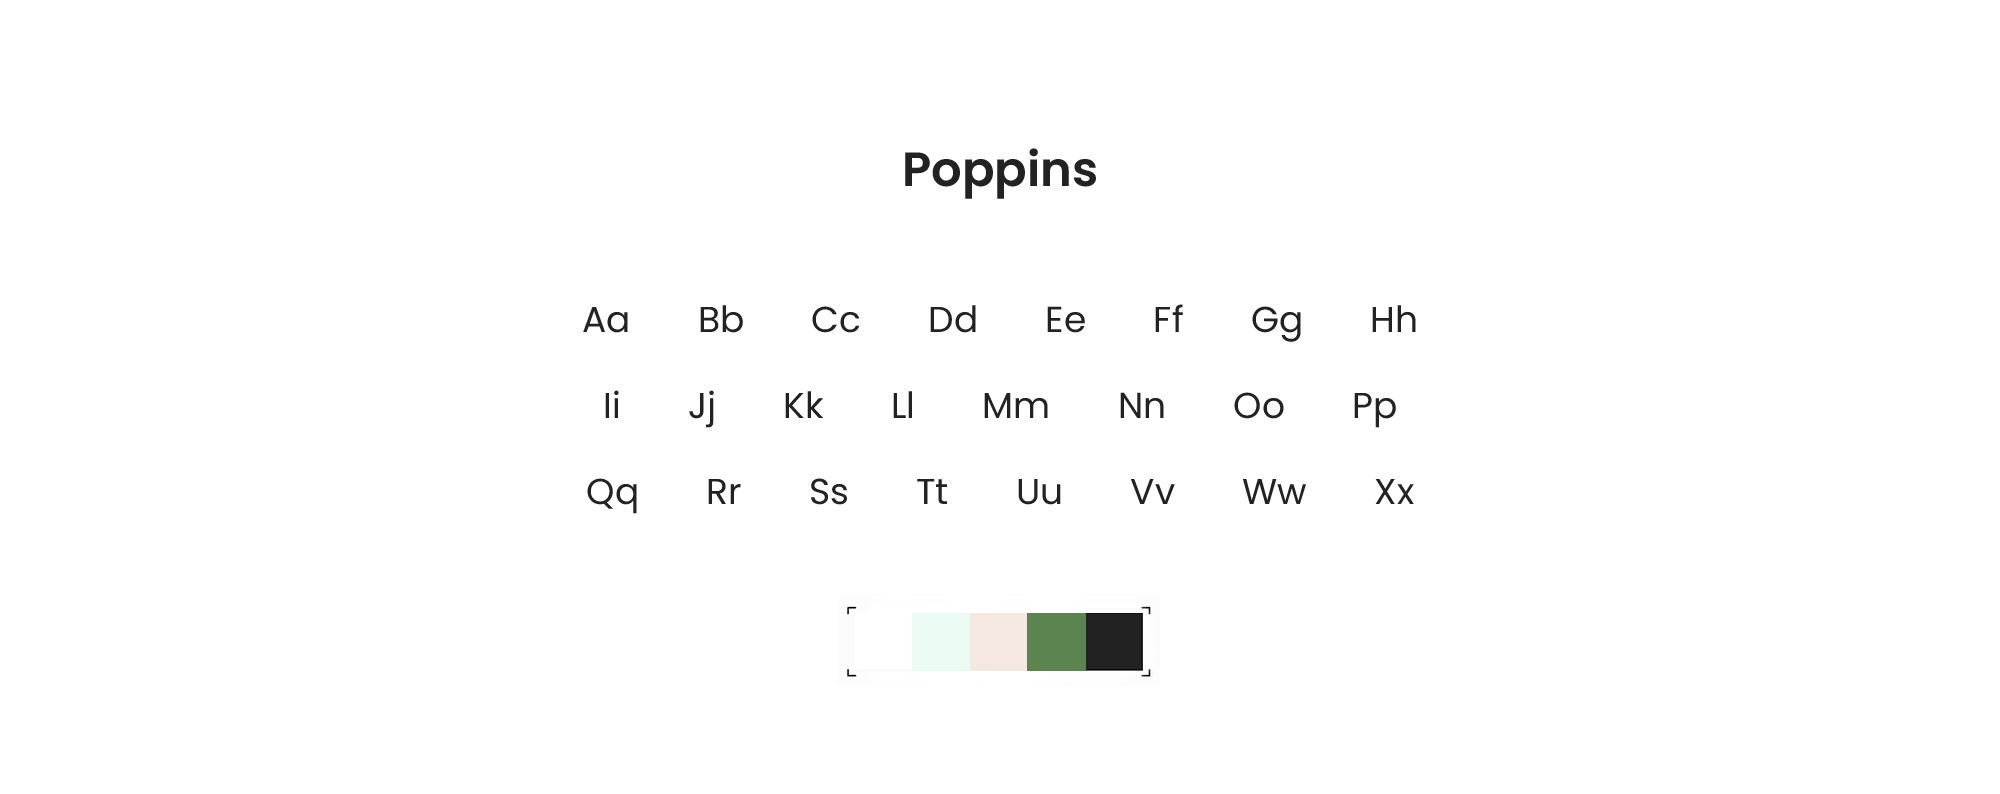 Poppins
Aa Bb Cc Dd Ee Ff Gg Hh
Ii Jj Kk Ll Mm Nn Oo Pp
Qq Rr Ss Tt Uu Vv Ww Xx